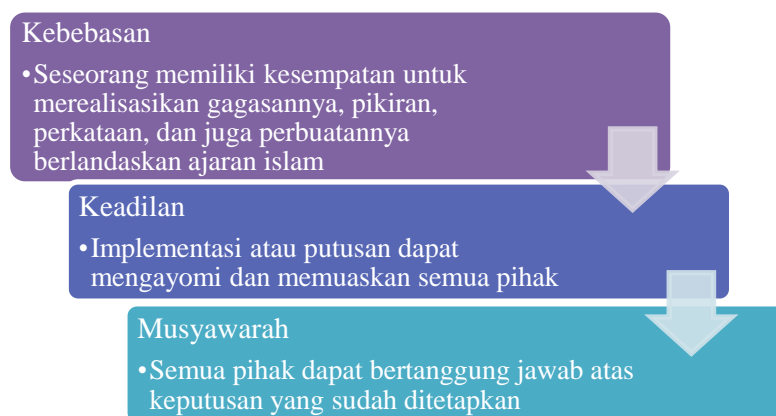 Kebebasan
•Seseorang memiliki kesempatan untuk
merealisasikan gagasannya, pikiran,
perkataan, dan juga perbuatannya
berlandaskan ajaran islam
Keadilan
•Implementasi atau putusan dapat
mengayomi dan memuaskan semua pihak
Musyawarah
•Semua pihak dapat bertanggung jawab atas
keputusan yang sudah ditetapkan